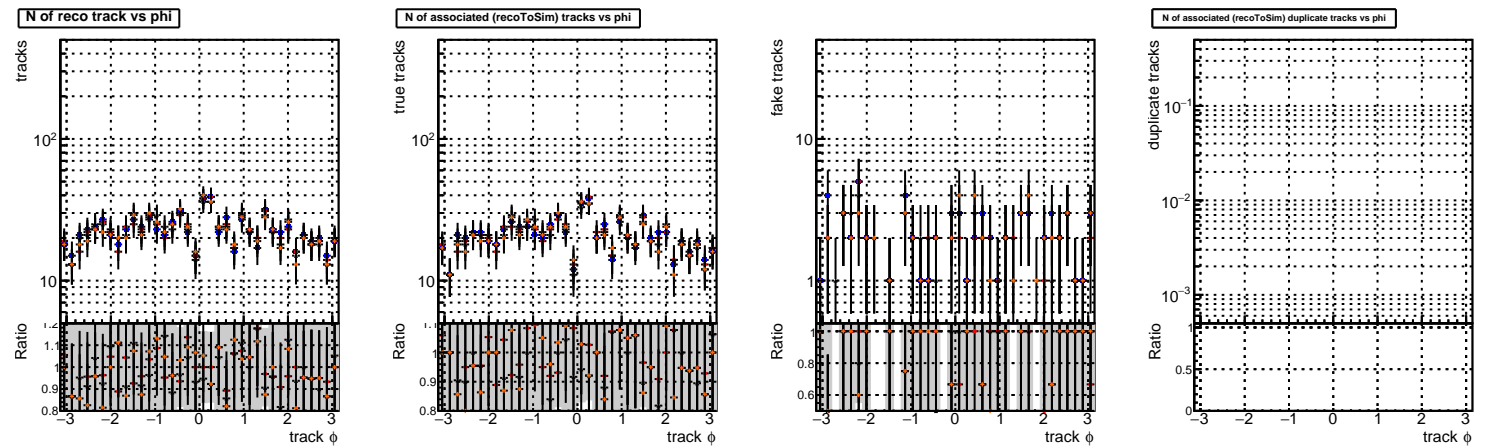 N of reco track vs phi
tracks
10²
10
Ratio
1.2
1.1
1
0.9
0.8
−3 −2 −1 0 1 2 3
track ϕ
N of associated (recoToSim) tracks vs phi
true tracks
10²
10
Ratio
1.1
1
0.9
0.8
−3 −2 −1 0 1 2 3
track ϕ
fake tracks
10
1
Ratio
1
0.8
0.6
−3 −2 −1 0 1 2 3
track ϕ
N of associated (recoToSim) duplicate tracks vs phi
duplicate tracks
10⁻¹
10⁻²
10⁻³
Ratio
1
0.5
0
−3 −2 −1 0 1 2 3
track ϕ